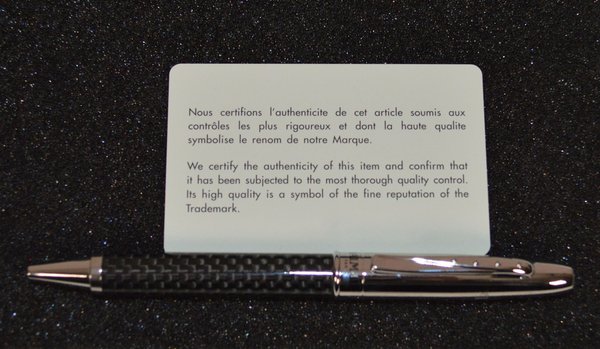 Nous certifions l'authenticite de cet article soumis aux
contrôles les plus rigoureux et dont la haute qualite
symbolise le renom de notre Marque.
We certify the authenticity of this item and confirm that
it has been subjected to the most thorough quality control.
Its high quality is a symbol of the fine reputation of the
Trademark.